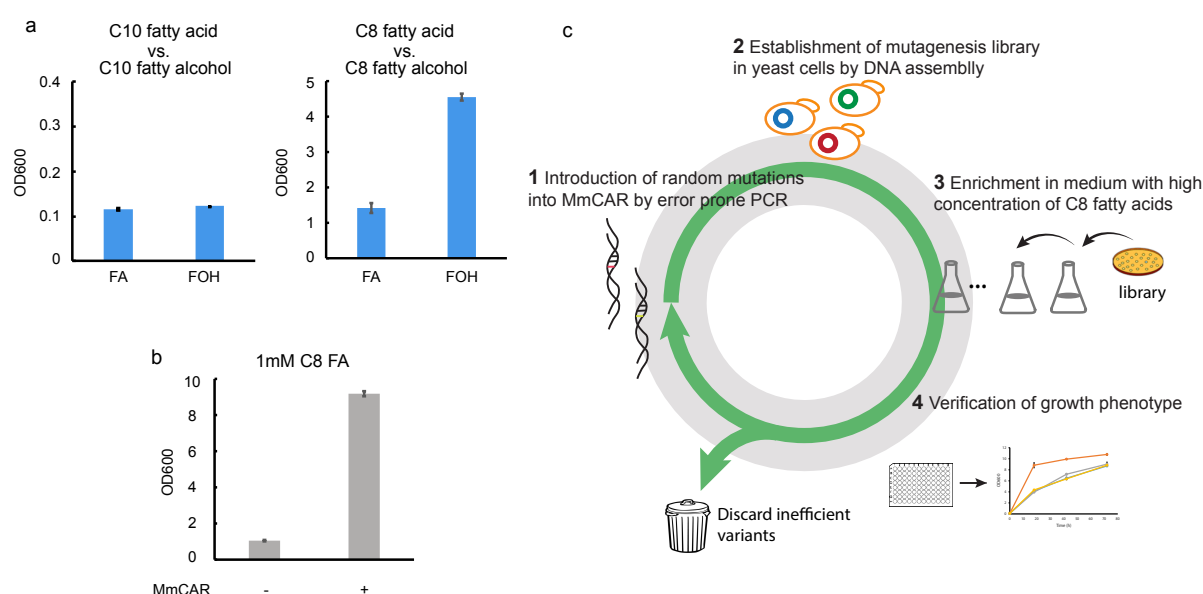 a
C10 fatty acid
vs.
C10 fatty alcohol
OD600
0.4
0.3
0.2
0.1
0
FA
FOH
C8 fatty acid
vs.
C8 fatty alcohol
OD600
5
4
3
2
1
0
FA
FOH
b
1mM C8 FA
OD600
10
8
6
4
2
0
MmCAR
-
+
c
2 Establishment of mutagenesis library
in yeast cells by DNA assemblly
1 Introduction of random mutations
into MmCAR by error prone PCR
3 Enrichment in medium with high
concentration of C8 fatty acids
...
library
4 Verification of growth phenotype
OD600
Time (h)
Discard inefficient
variants